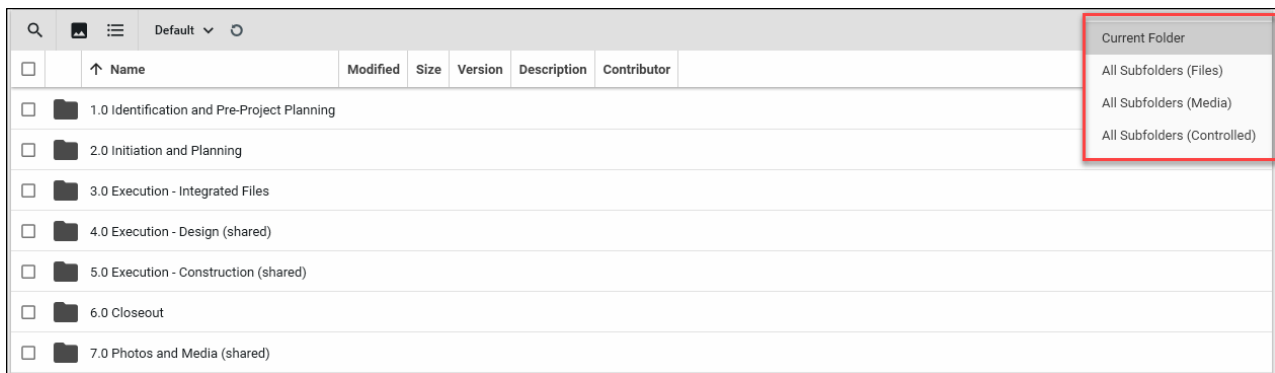 Default
Current Folder
Name Modified Size Version Description Contributor
All Subfolders (Files)
All Subfolders (Media)
All Subfolders (Controlled)
1.0 Identification and Pre-Project Planning
2.0 Initiation and Planning
3.0 Execution - Integrated Files
4.0 Execution - Design (shared)
5.0 Execution - Construction (shared)
6.0 Closeout
7.0 Photos and Media (shared)